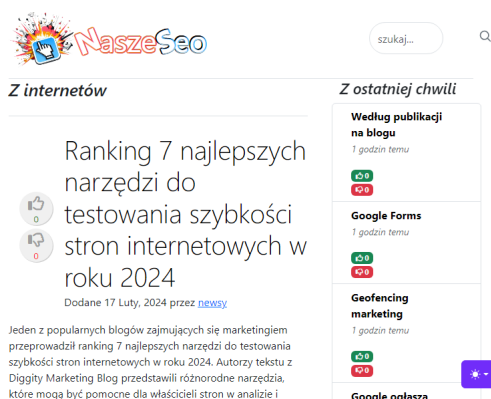 NaszeSeo
szukaj...
Z internetów
Z ostatniej chwili
Ranking 7 najlepszych
narzędzi do
testowania szybkości
stron internetowych w
roku 2024
0
0
Dodane 17 Luty, 2024 przez newsy
Jeden z popularnych blogów zajmujących się marketingiem
przeprowadził ranking 7 najlepszych narzędzi do testowania
szybkości stron internetowych w roku 2024. Autorzy tekstu z
Diggity Marketing Blog przedstawili różnorodne narzędzia,
które mogą być pomocne dla właścicieli stron w analizie i
Według publikacji
na blogu
1 godzin temu
0
0
Google Forms
1 godzin temu
0
0
Geofencing
marketing
1 godzin temu
0
0
Google ogłasza